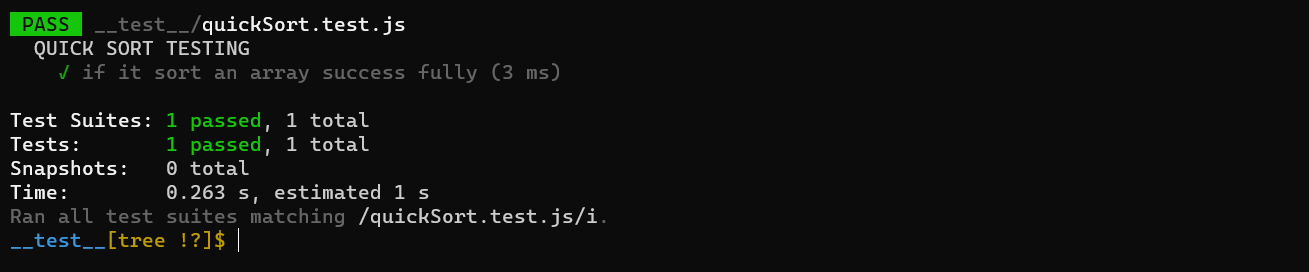 PASS __test__/quickSort.test.js
QUICK SORT TESTING
✓ if it sort an array success fully (3 ms)
Test Suites: 1 passed, 1 total
Tests: 1 passed, 1 total
Snapshots: 0 total
Time: 0.263 s, estimated 1 s
Ran all test suites matching /quickSort.test.js/i.
__test__[tree !?]$